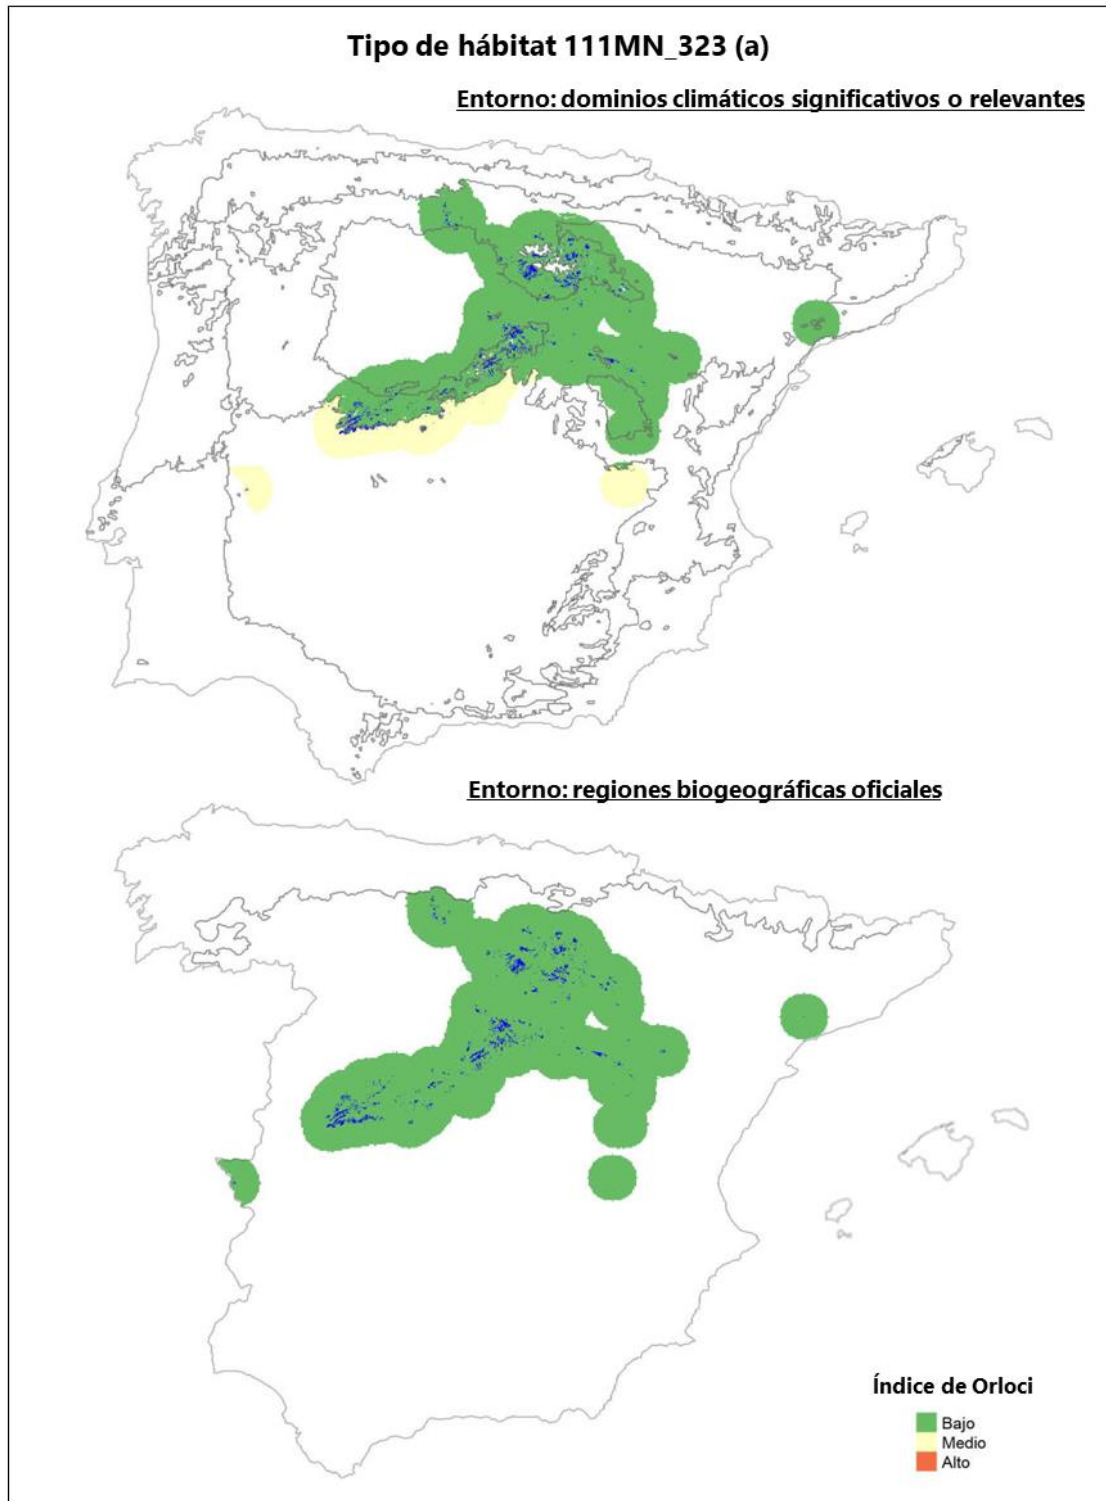 Tipo de hábitat 111MN_323 (a)
Entorno: dominios climáticos significativos o relevantes
Entorno: regiones biogeográficas oficiales
Índice de Orloci
Bajo
Medio
Alto